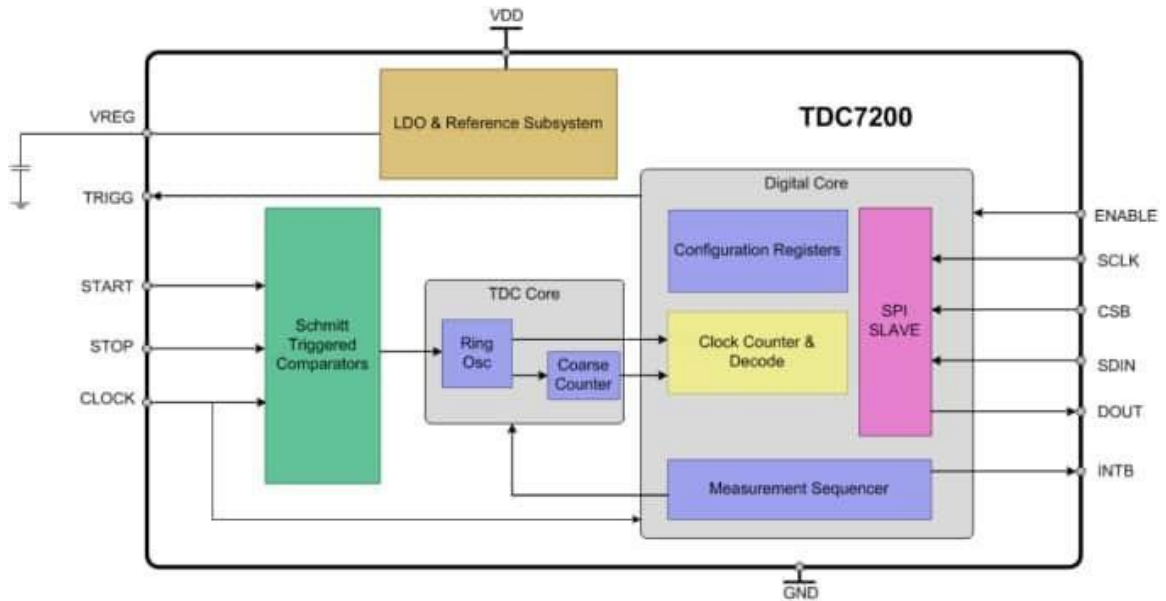 VDD
VREG
LDO & Reference Subsystem
TDC7200
TRIGG
Digital Core
ENABLE
Configuration Registers
SCLK
START
TDC Core
CSB
SPI
SLAVE
Schmitt
Triggered
Comparators
STOP
Ring
Osc
Clock Counter &
Decode
Coarse
Counter
SDIN
CLOCK
DOUT
Measurement Sequencer
INTB
GND